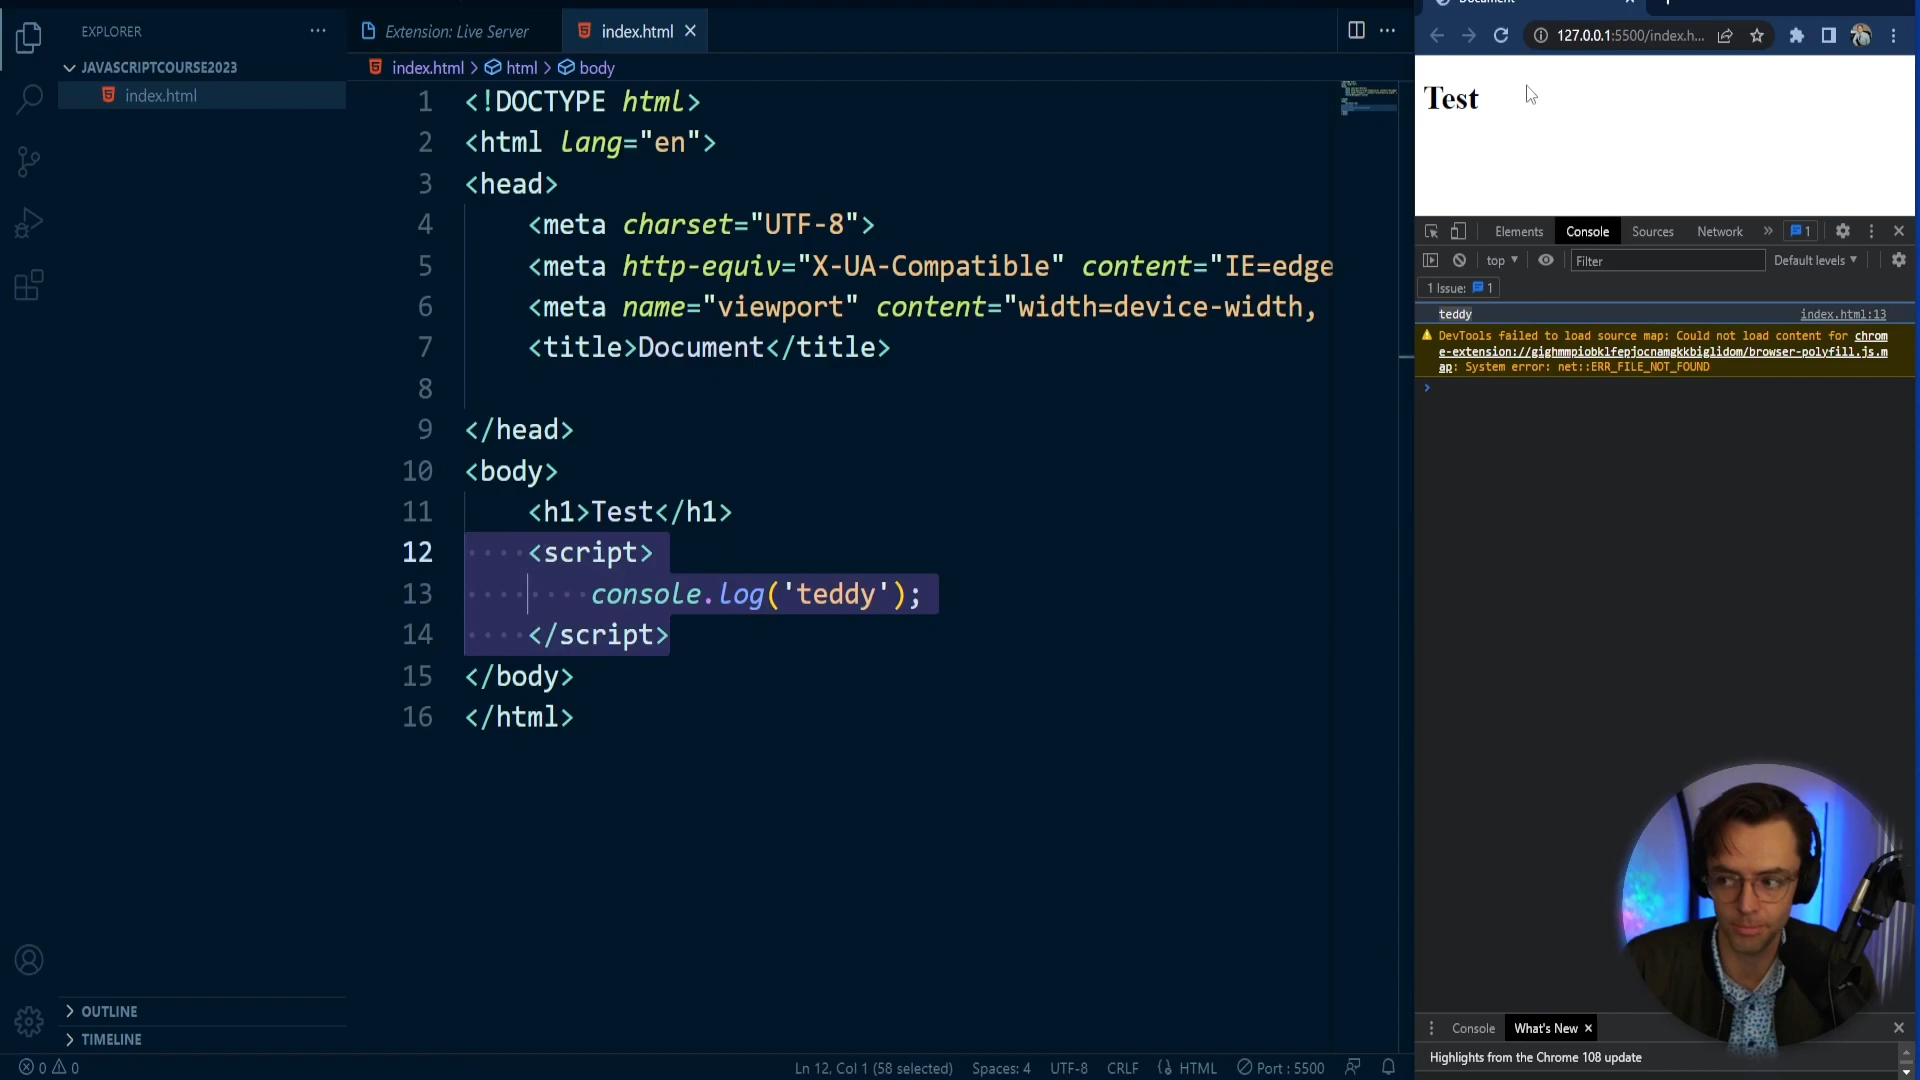 EXPLORER
JAVASCRIPTCOURSE2023
index.html
OUTLINE
TIMELINE
Extension: Live Server
index.html
index.html > html > body
1 <!DOCTYPE html>
2 <html lang="en">
3 <head>
4 <meta charset="UTF-8">
5 <meta http-equiv="X-UA-Compatible" content="IE=edge
6 <meta name="viewport" content="width=device-width,
7 <title>Document</title>
8
9 </head>
10 <body>
11 <h1>Test</h1>
12 <script>
13 console.log('teddy');
14 </script>
15 </body>
16 </html>
0 0
Ln 12, Col 1 (58 selected) Spaces: 4 UTF-8 CRLF HTML Port : 5500
Document
127.0.0.1:5500/index.h...
Test
Elements Console Sources Network » 1
top Filter Default levels
1 Issue: 1
teddy index.html:13
DevTools failed to load source map: Could not load content for chrom
e-extension://gighmmpiobklfepjocnamgkkbiglidom/browser-polyfill.js.m
ap: System error: net::ERR_FILE_NOT_FOUND
Console What's New
Highlights from the Chrome 108 update